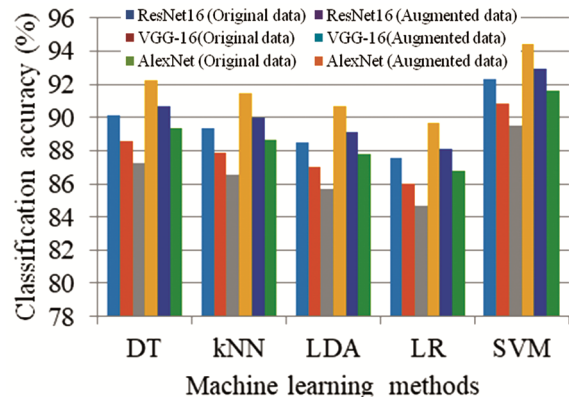 ResNet16 (Original data)
ResNet16 (Augmented data)
VGG-16 (Original data)
VGG-16(Augmented data)
AlexNet (Original data)
AlexNet (Augmented data)
Classification accuracy (%)
96
94
92
90
88
86
84
82
80
78
DT
kNN
LDA
LR
SVM
Machine learning methods